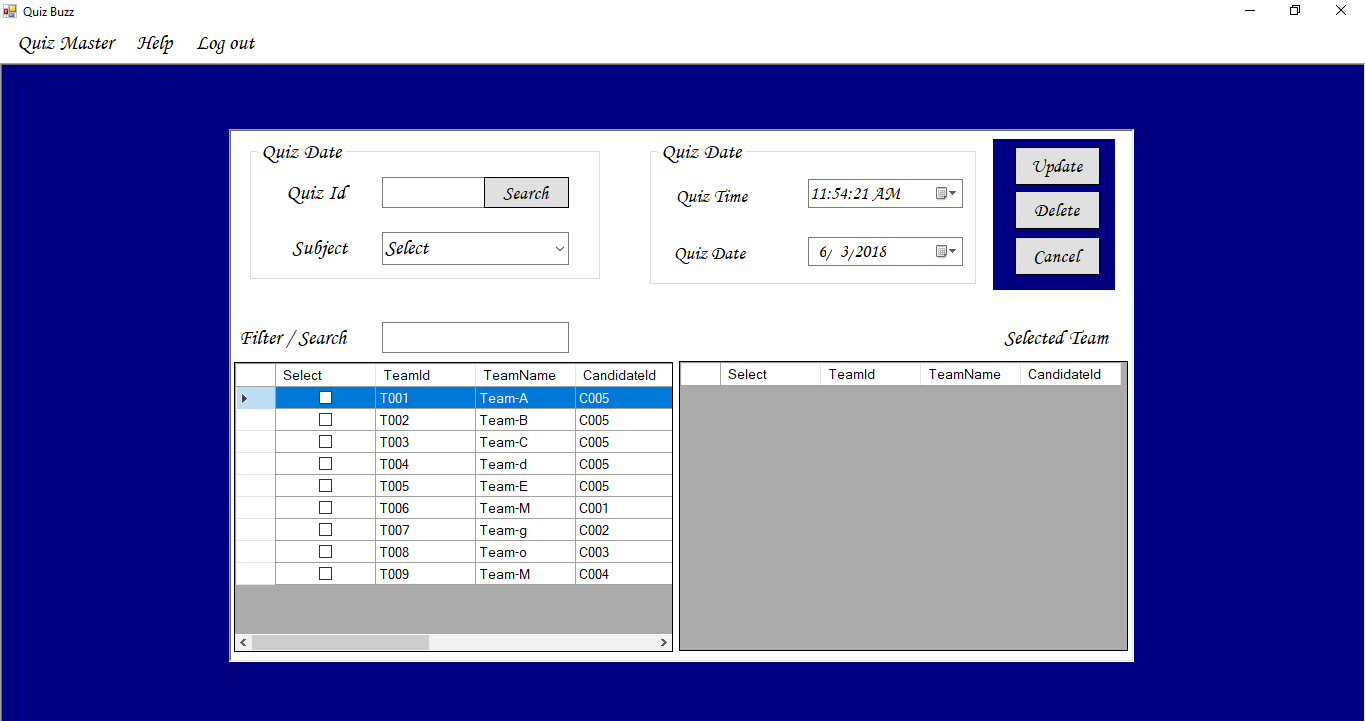 Quiz Buzz
Quiz Master Help Log out
Quiz Date
Quiz Id Search
Subject Select
Quiz Date
Quiz Time 11:54:21 AM
Quiz Date 6/ 3/2018
Update
Delete
Cancel
Filter / Search
Selected Team
Select TeamId TeamName CandidateId
T001 Team-A C005
T002 Team-B C005
T003 Team-C C005
T004 Team-d C005
T005 Team-E C005
T006 Team-M C001
T007 Team-g C002
T008 Team-o C003
T009 Team-M C004
Select TeamId TeamName CandidateId